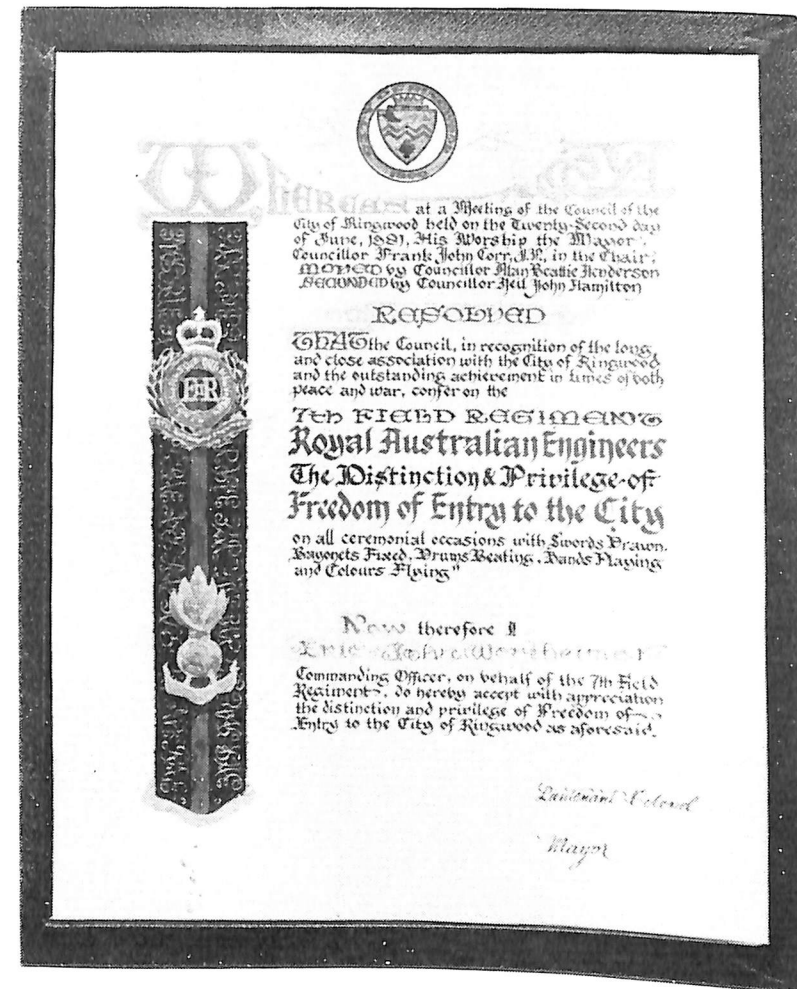 Whereas
at a Meeting of the Council of the
City of Ringwood held on the Twenty-Second day
of June, 1981, His Worship the Mayor,
Councillor Frank John Corr, J.P., in the Chair,
MOVED by Councillor Alan Beattie Henderson
SECONDED by Councillor Neil John Hamilton
RESOLVED
THAT the Council, in recognition of the long
and close association with the City of Ringwood
and the outstanding achievement in times of both
peace and war, confer on the
7th FIELD REGIMENT
Royal Australian Engineers
The Distinction & Privilege of
Freedom of Entry to the City
on all ceremonial occasions with Swords Drawn,
Bayonets Fixed, Drums Beating, Bands Playing
and Colours Flying"
EIIR
Now therefore I
Eric John
Commanding Officer, on behalf of the 7th Field
Regiment, do hereby accept with appreciation
the distinction and privilege of Freedom of
Entry to the City of Ringwood as aforesaid.
Lieutenant Colonel
Mayor